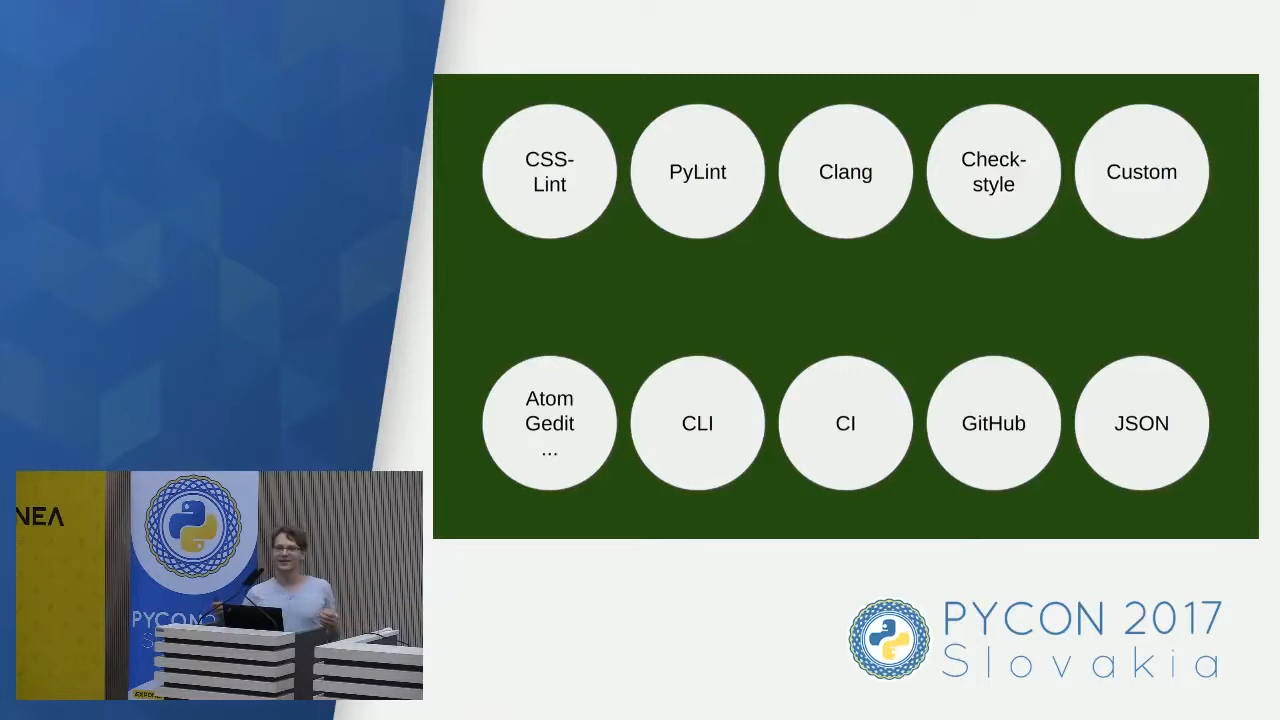 CSS-
Lint
PyLint
Clang
Check-
style
Custom
Atom
Gedit
...
CLI
CI
GitHub
JSON
NEA
PYCON
PYCON 2017
Slovakia